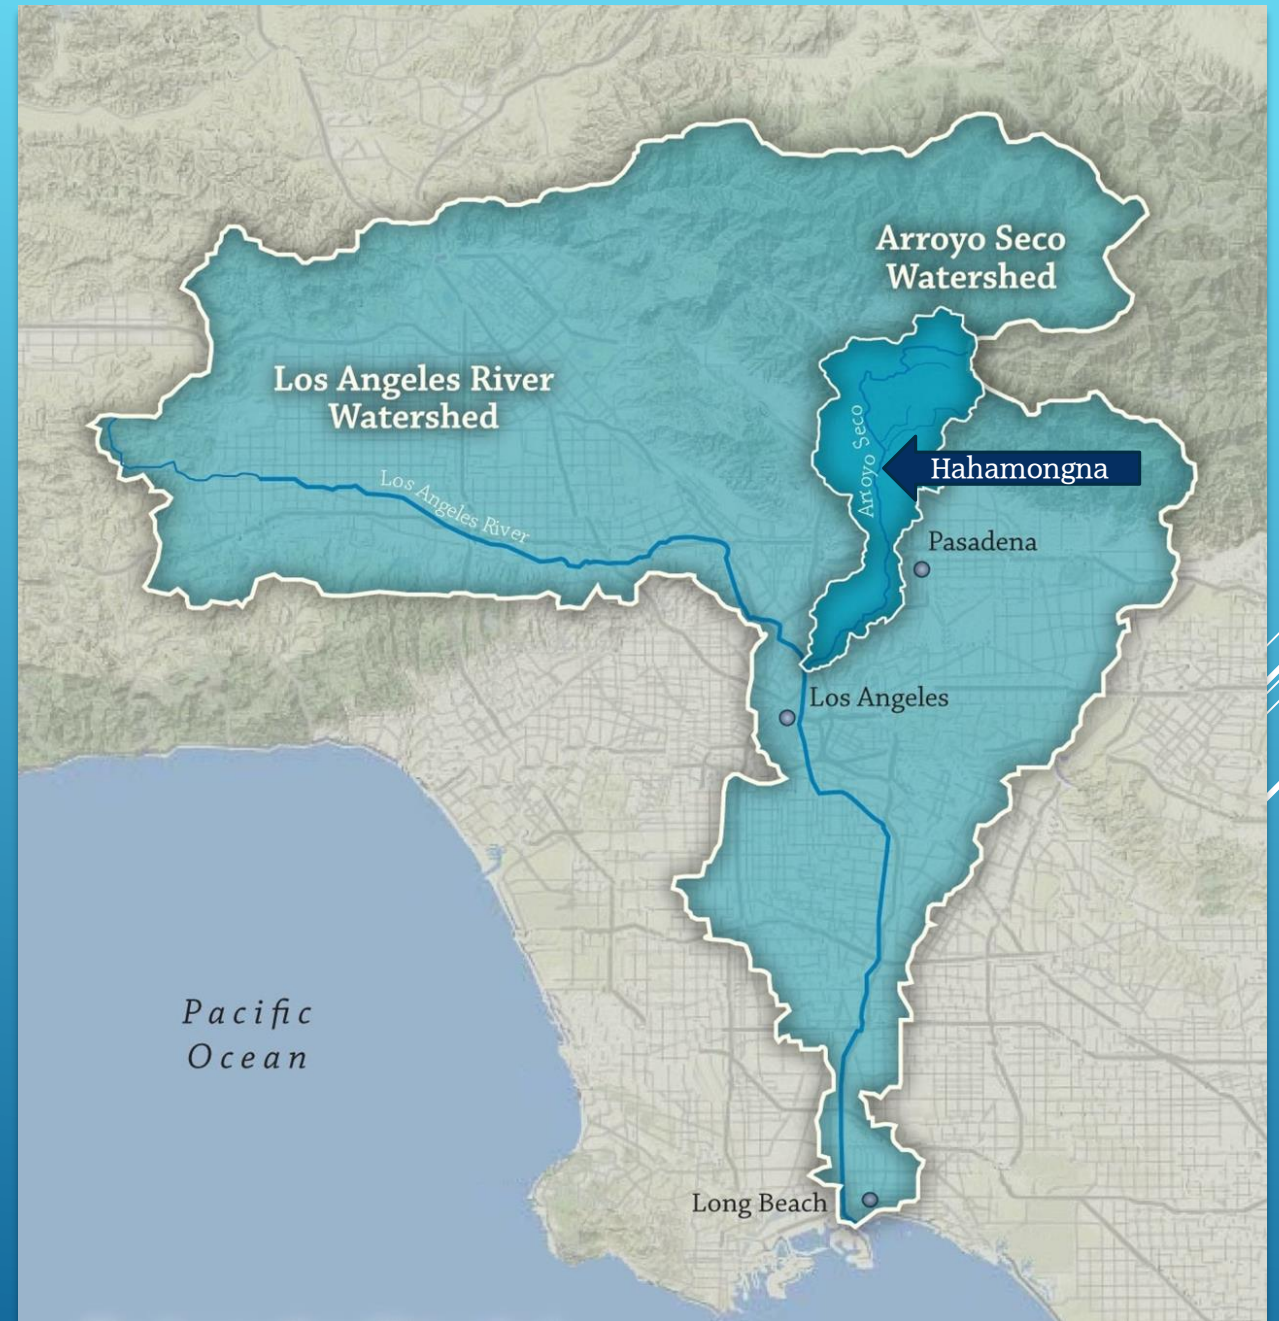 Arroyo Seco
Watershed
Los Angeles River
Watershed
Arroyo Seco
Hahamongna
Los Angeles River
Pasadena
Los Angeles
Pacific
Ocean
Long Beach